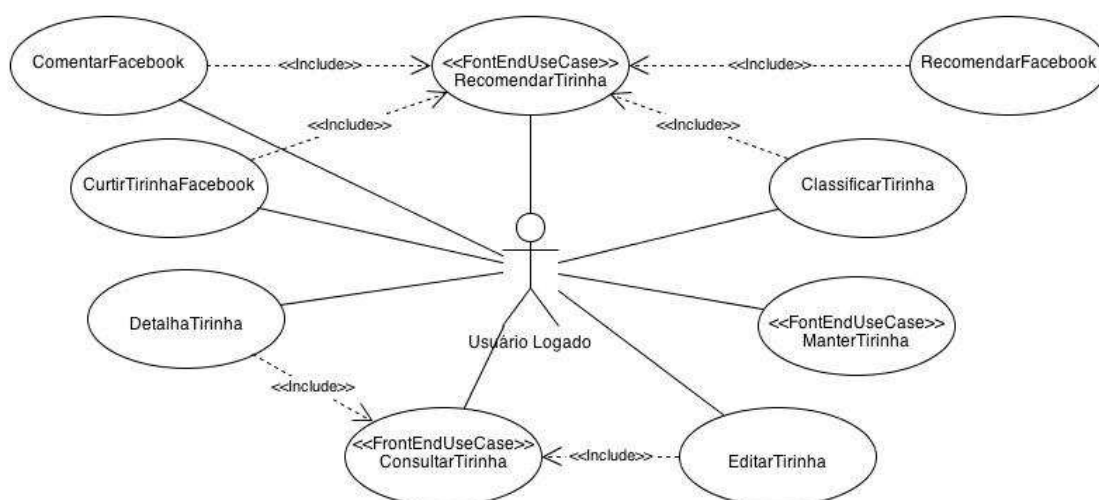 ComentarFacebook
<<Include>>
<<FontEndUseCase>>
RecomendarTirinha
<<Include>>
RecomendarFacebook
<<Include>>
<<Include>>
CurtirTirinhaFacebook
ClassificarTirinha
DetalhaTirinha
<<FontEndUseCase>>
ManterTirinha
Usuário Logado
<<Include>>
<<FrontEndUseCase>>
ConsultarTirinha
<<Include>>
EditarTirinha